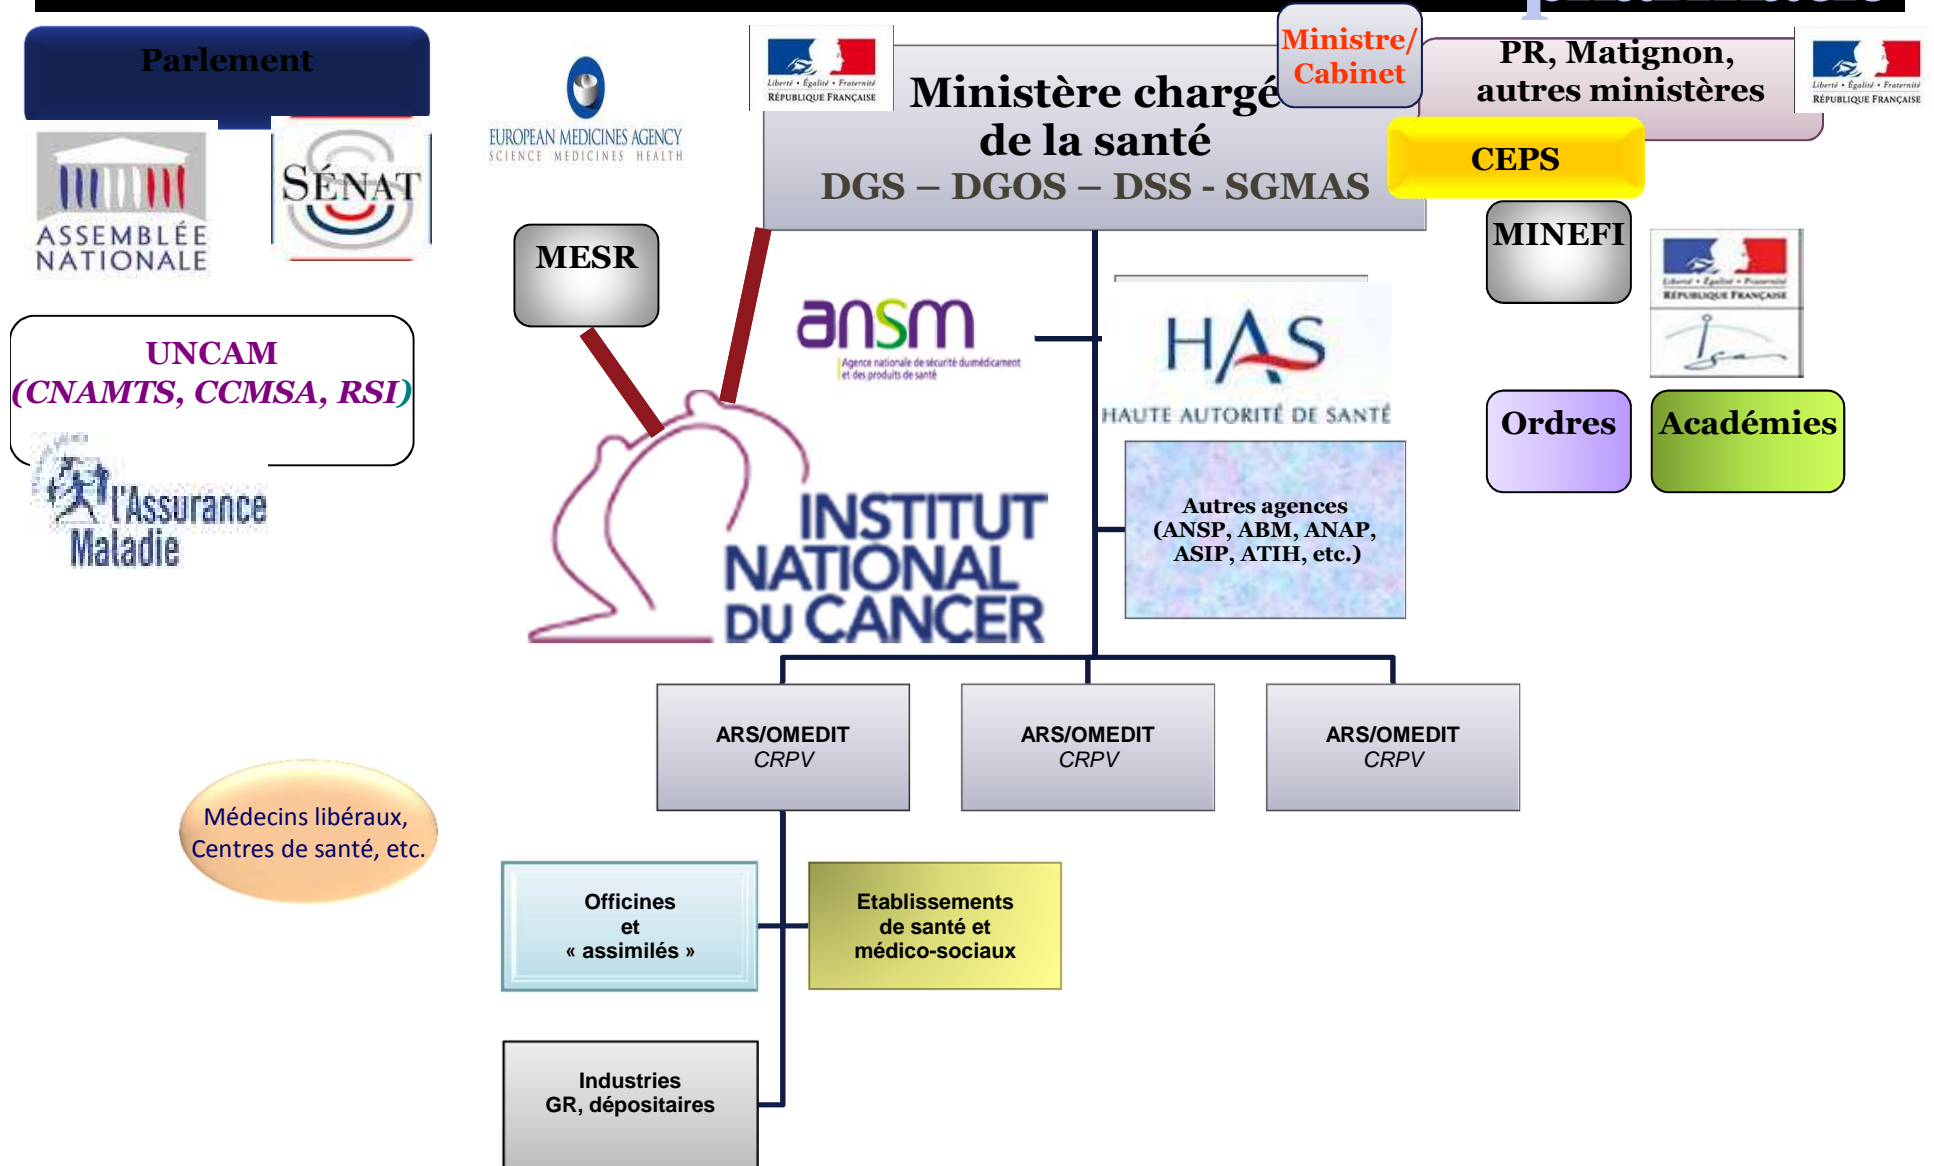 Parlement
ASSEMBLÉE
NATIONALE
SÉNAT
EUROPEAN MEDICINES AGENCY
SCIENCE MEDICINES HEALTH
Liberté • Égalité • Fraternité
RÉPUBLIQUE FRANÇAISE
Ministère chargé
de la santé
DGS – DGOS – DSS - SGMAS
Ministre/
Cabinet
PR, Matignon,
autres ministères
Liberté • Égalité • Fraternité
RÉPUBLIQUE FRANÇAISE
CEPS
MESR
MINEFI
Liberté • Égalité • Fraternité
RÉPUBLIQUE FRANÇAISE
UNCAM
(CNAMTS, CCMSA, RSI)
l'Assurance
Maladie
ansm
Agence nationale de sécurité du médicament
et des produits de santé
HAS
HAUTE AUTORITÉ DE SANTÉ
Ordres
Académies
INSTITUT
NATIONAL
DU CANCER
Autres agences
(ANSP, ABM, ANAP,
ASIP, ATIH, etc.)
ARS/OMEDIT
CRPV
ARS/OMEDIT
CRPV
ARS/OMEDIT
CRPV
Médecins libéraux,
Centres de santé, etc.
Officines
et
« assimilés »
Etablissements
de santé et
médico-sociaux
Industries
GR, dépositaires